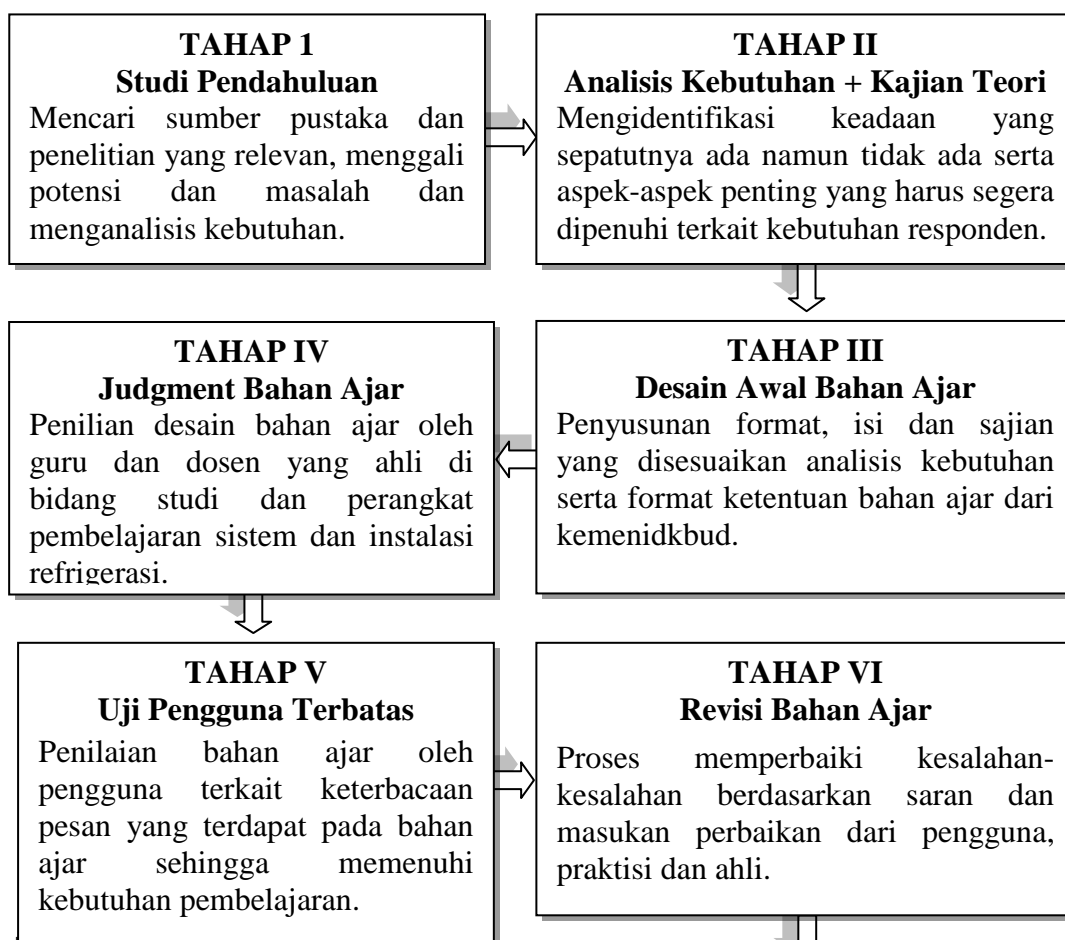 TAHAP 1
Studi Pendahuluan
Mencari sumber pustaka dan
penelitian yang relevan, menggali
potensi dan masalah dan
menganalisis kebutuhan.
TAHAP II
Analisis Kebutuhan + Kajian Teori
Mengidentifikasi keadaan yang
sepatutnya ada namun tidak ada serta
aspek-aspek penting yang harus segera
dipenuhi terkait kebutuhan responden.
TAHAP III
Desain Awal Bahan Ajar
Penyusunan format, isi dan sajian
yang disesuaikan analisis kebutuhan
serta format ketentuan bahan ajar dari
kemenidkbud.
TAHAP IV
Judgment Bahan Ajar
Penilian desain bahan ajar oleh
guru dan dosen yang ahli di
bidang studi dan perangkat
pembelajaran sistem dan instalasi
refrigerasi.
TAHAP V
Uji Pengguna Terbatas
Penilaian bahan ajar oleh
pengguna terkait keterbacaan
pesan yang terdapat pada bahan
ajar sehingga memenuhi
kebutuhan pembelajaran.
TAHAP VI
Revisi Bahan Ajar
Proses memperbaiki kesalahan-
kesalahan berdasarkan saran dan
masukan perbaikan dari pengguna,
praktisi dan ahli.